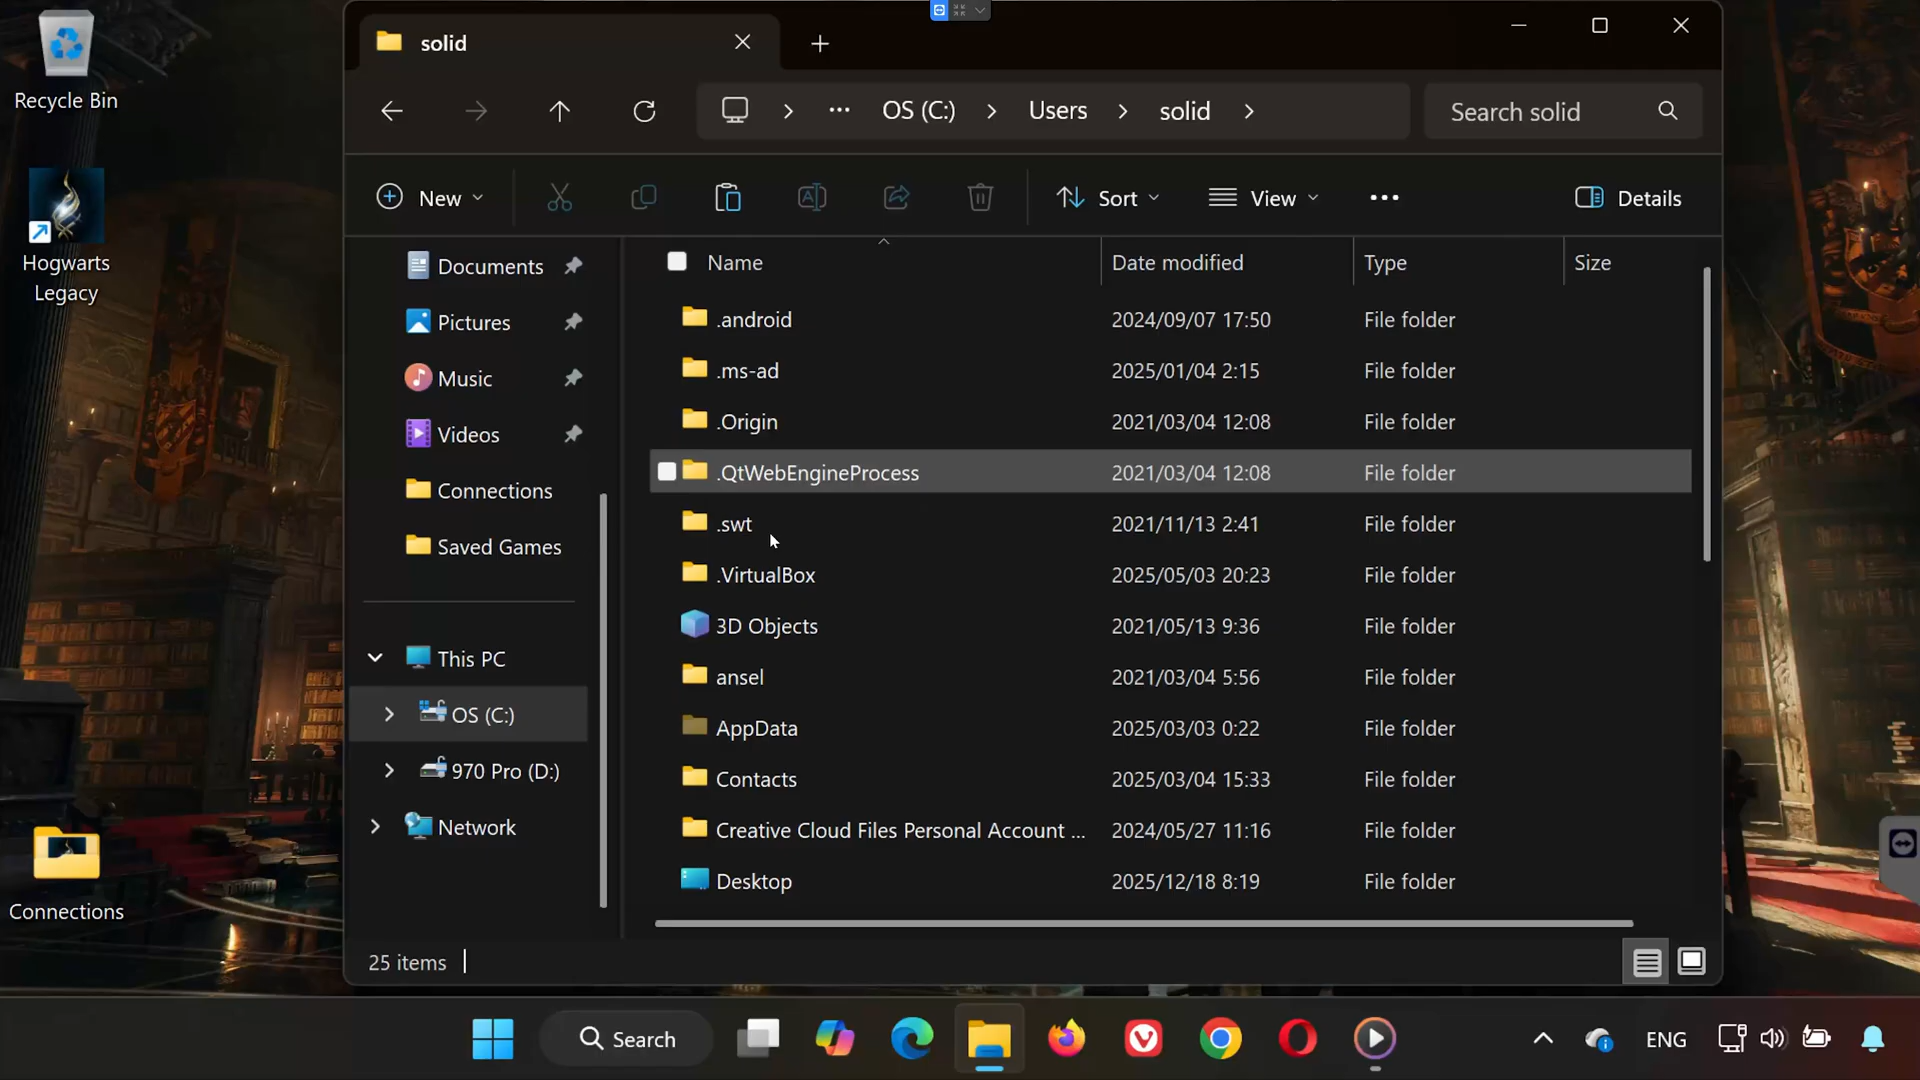 Recycle Bin
Hogwarts
Legacy
Connections
solid
OS (C:)
Users
solid
Search solid
New
Sort
View
Details
Documents
Pictures
Music
Videos
Connections
Saved Games
This PC
OS (C:)
970 Pro (D:)
Network
Name Date modified Type Size
.android 2024/09/07 17:50 File folder
.ms-ad 2025/01/04 2:15 File folder
.Origin 2021/03/04 12:08 File folder
.QtWebEngineProcess 2021/03/04 12:08 File folder
.swt 2021/11/13 2:41 File folder
.VirtualBox 2025/05/03 20:23 File folder
3D Objects 2021/05/13 9:36 File folder
ansel 2021/03/04 5:56 File folder
AppData 2025/03/03 0:22 File folder
Contacts 2025/03/04 15:33 File folder
Creative Cloud Files Personal Account ... 2024/05/27 11:16 File folder
Desktop 2025/12/18 8:19 File folder
25 items
Search
ENG